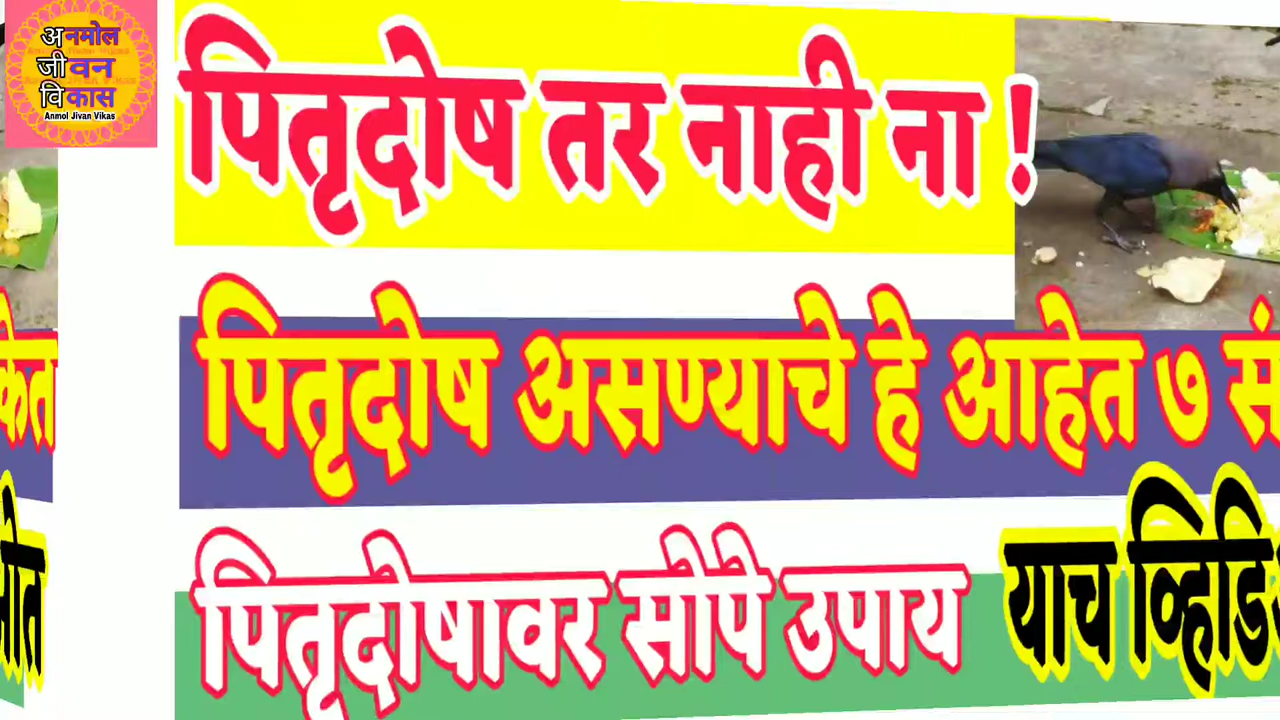 अनमोल
जीवन
विकास
Anmol Jivan Vikas
पितृदोष तर नाही ना !
पितृदोष असण्याचे हे आहेत ७
पितृदोषावर सोपे उपाय याच